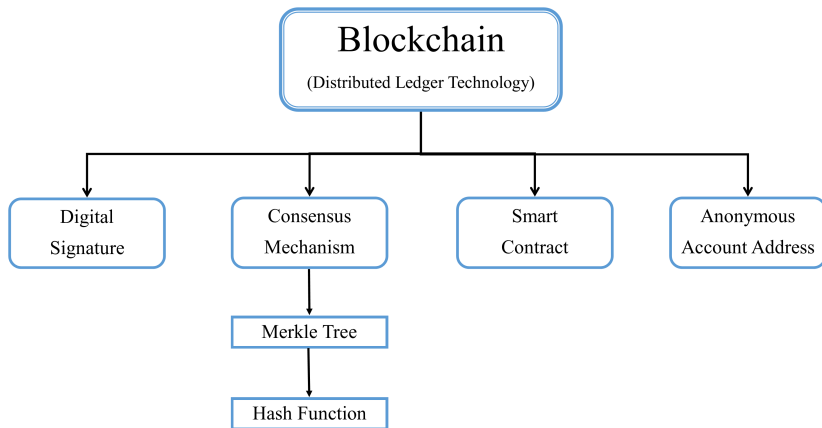 Blockchain
(Distributed Ledger Technology)
Digital
Signature
Consensus
Mechanism
Smart
Contract
Anonymous
Account Address
Merkle Tree
Hash Function